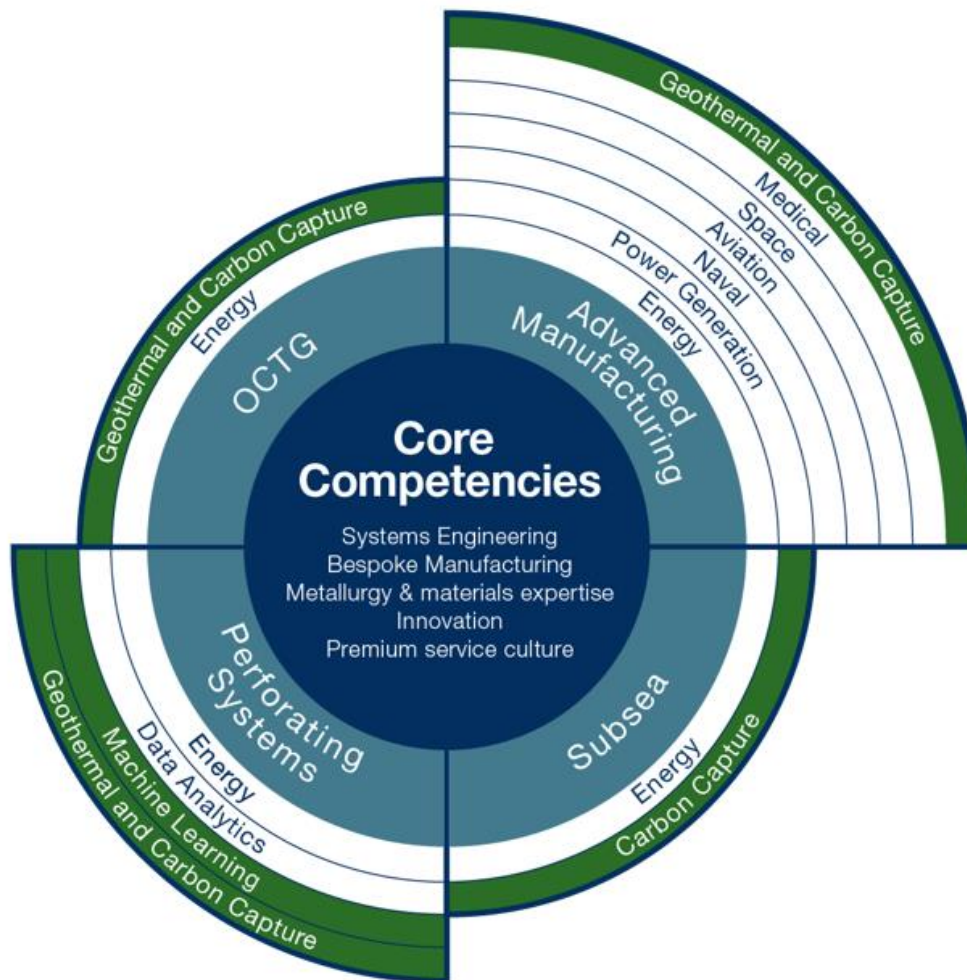 Core
Competencies
Systems Engineering
Bespoke Manufacturing
Metallurgy & materials expertise
Innovation
Premium service culture
OCTG
Energy
Geothermal and Carbon Capture
Advanced
Manufacturing
Energy
Power Generation
Naval
Aviation
Space
Medical
Geothermal and Carbon Capture
Subsea
Energy
Carbon Capture
Perforating
Systems
Energy
Data Analytics
Machine Learning
Geothermal and Carbon Capture